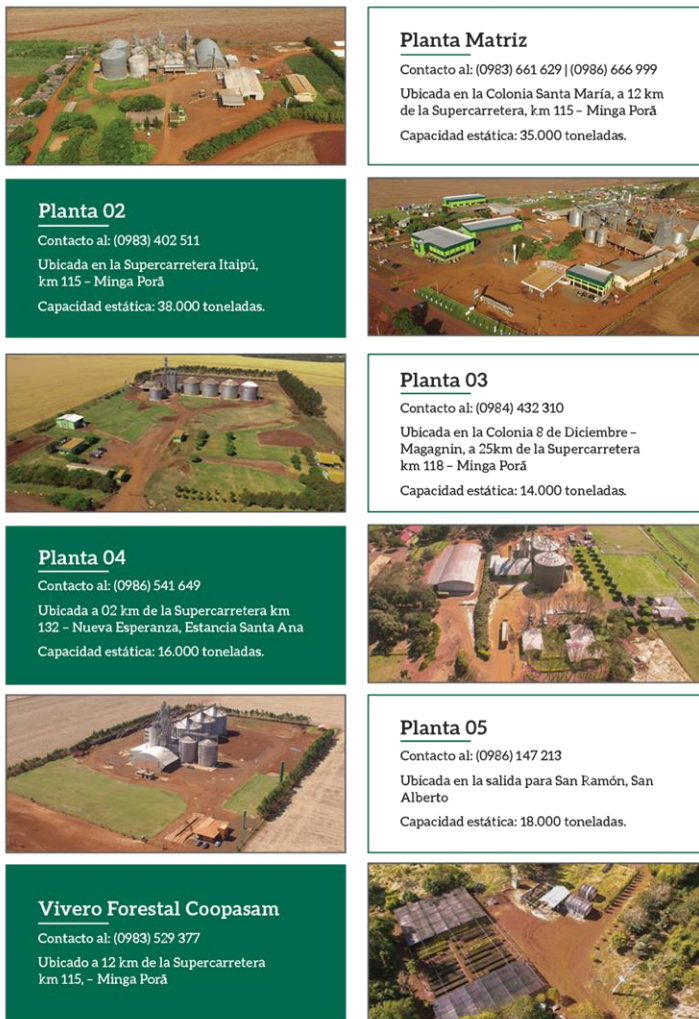 Planta Matriz
Contacto al: (0983) 661 629 | (0986) 666 999
Ubicada en la Colonia Santa María, a 12 km
de la Supercarretera, km 115 – Minga Porã
Capacidad estática: 35.000 toneladas.
Planta 02
Contacto al: (0983) 402 511
Ubicada en la Supercarretera Itaipú,
km 115 – Minga Porã
Capacidad estática: 38.000 toneladas.
Planta 03
Contacto al: (0984) 432 310
Ubicada en la Colonia 8 de Diciembre –
Magagnin, a 25km de la Supercarretera
km 118 – Minga Porã
Capacidad estática: 14.000 toneladas.
Planta 04
Contacto al: (0986) 541 649
Ubicada a 02 km de la Supercarretera km
132 – Nueva Esperanza, Estancia Santa Ana
Capacidad estática: 16.000 toneladas.
Planta 05
Contacto al: (0986) 147 213
Ubicada en la salida para San Ramón, San
Alberto
Capacidad estática: 18.000 toneladas.
Vivero Forestal Coopasam
Contacto al: (0983) 529 377
Ubicado a 12 km de la Supercarretera
km 115, – Minga Porã